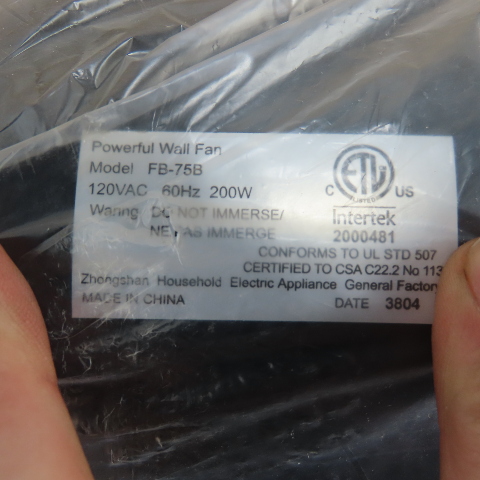 Powerful Wall Fan
Model FB-75B
120VAC 60Hz 200W
Waring: DO NOT IMMERSE/
NE PAS IMMERGE
ETL
C US
Intertek
2000481
CONFORMS TO UL STD 507
CERTIFIED TO CSA C22.2 No 113
Zhongshan Household Electric Appliance General Factory
MADE IN CHINA
DATE 3804